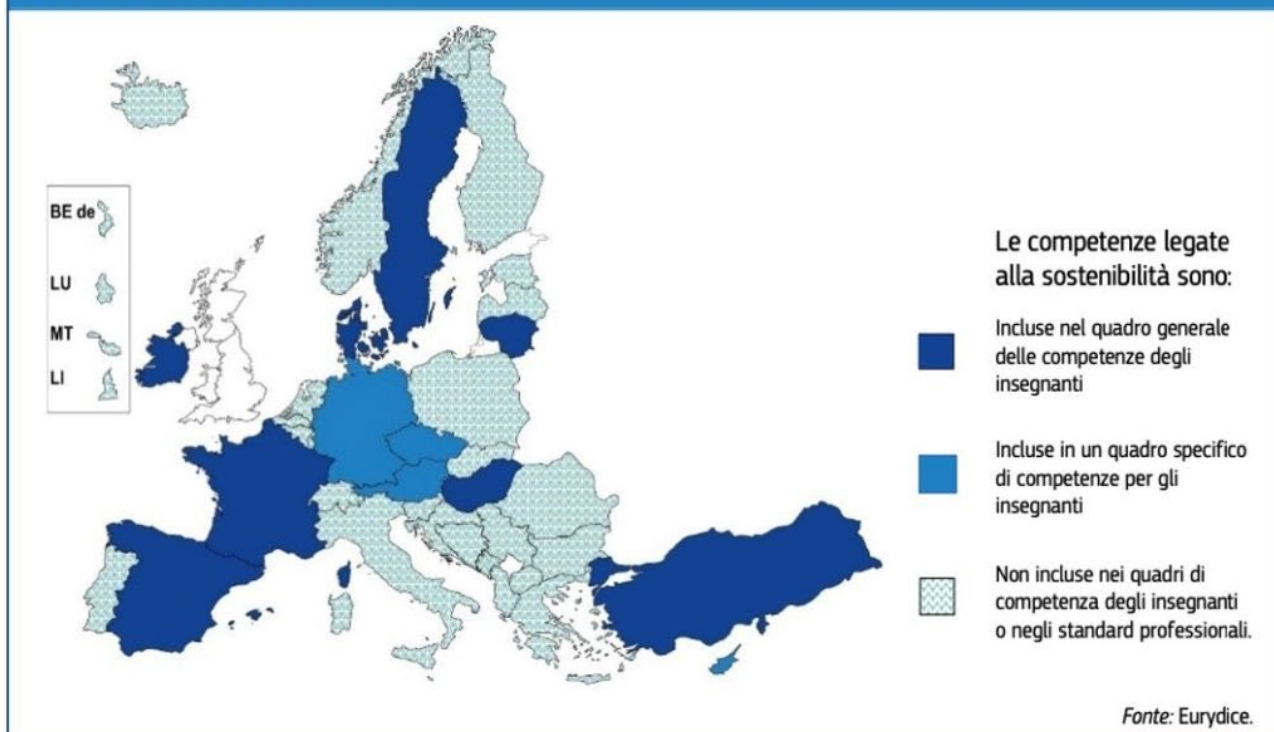 BE de
LU
MT
LI
Le competenze legate
alla sostenibilità sono:
Incluse nel quadro generale
delle competenze degli
insegnanti
Incluse in un quadro specifico
di competenze per gli
insegnanti
Non incluse nei quadri di
competenza degli insegnanti
o negli standard professionali.
Fonte: Eurydice.